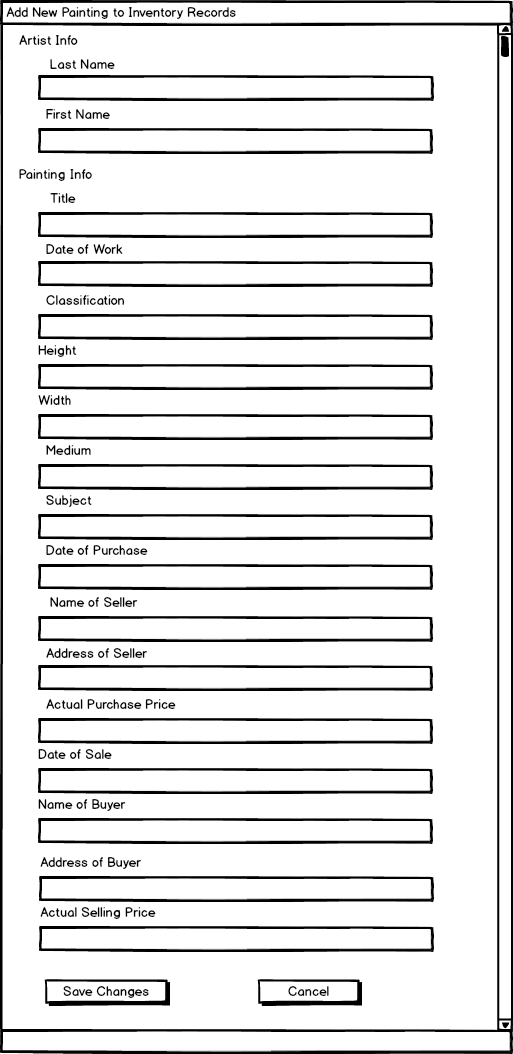 Add New Painting to Inventory Records
Artist Info
Last Name
First Name
Painting Info
Title
Date of Work
Classification
Height
Width
Medium
Subject
Date of Purchase
Name of Seller
Address of Seller
Actual Purchase Price
Date of Sale
Name of Buyer
Address of Buyer
Actual Selling Price
Save Changes Cancel